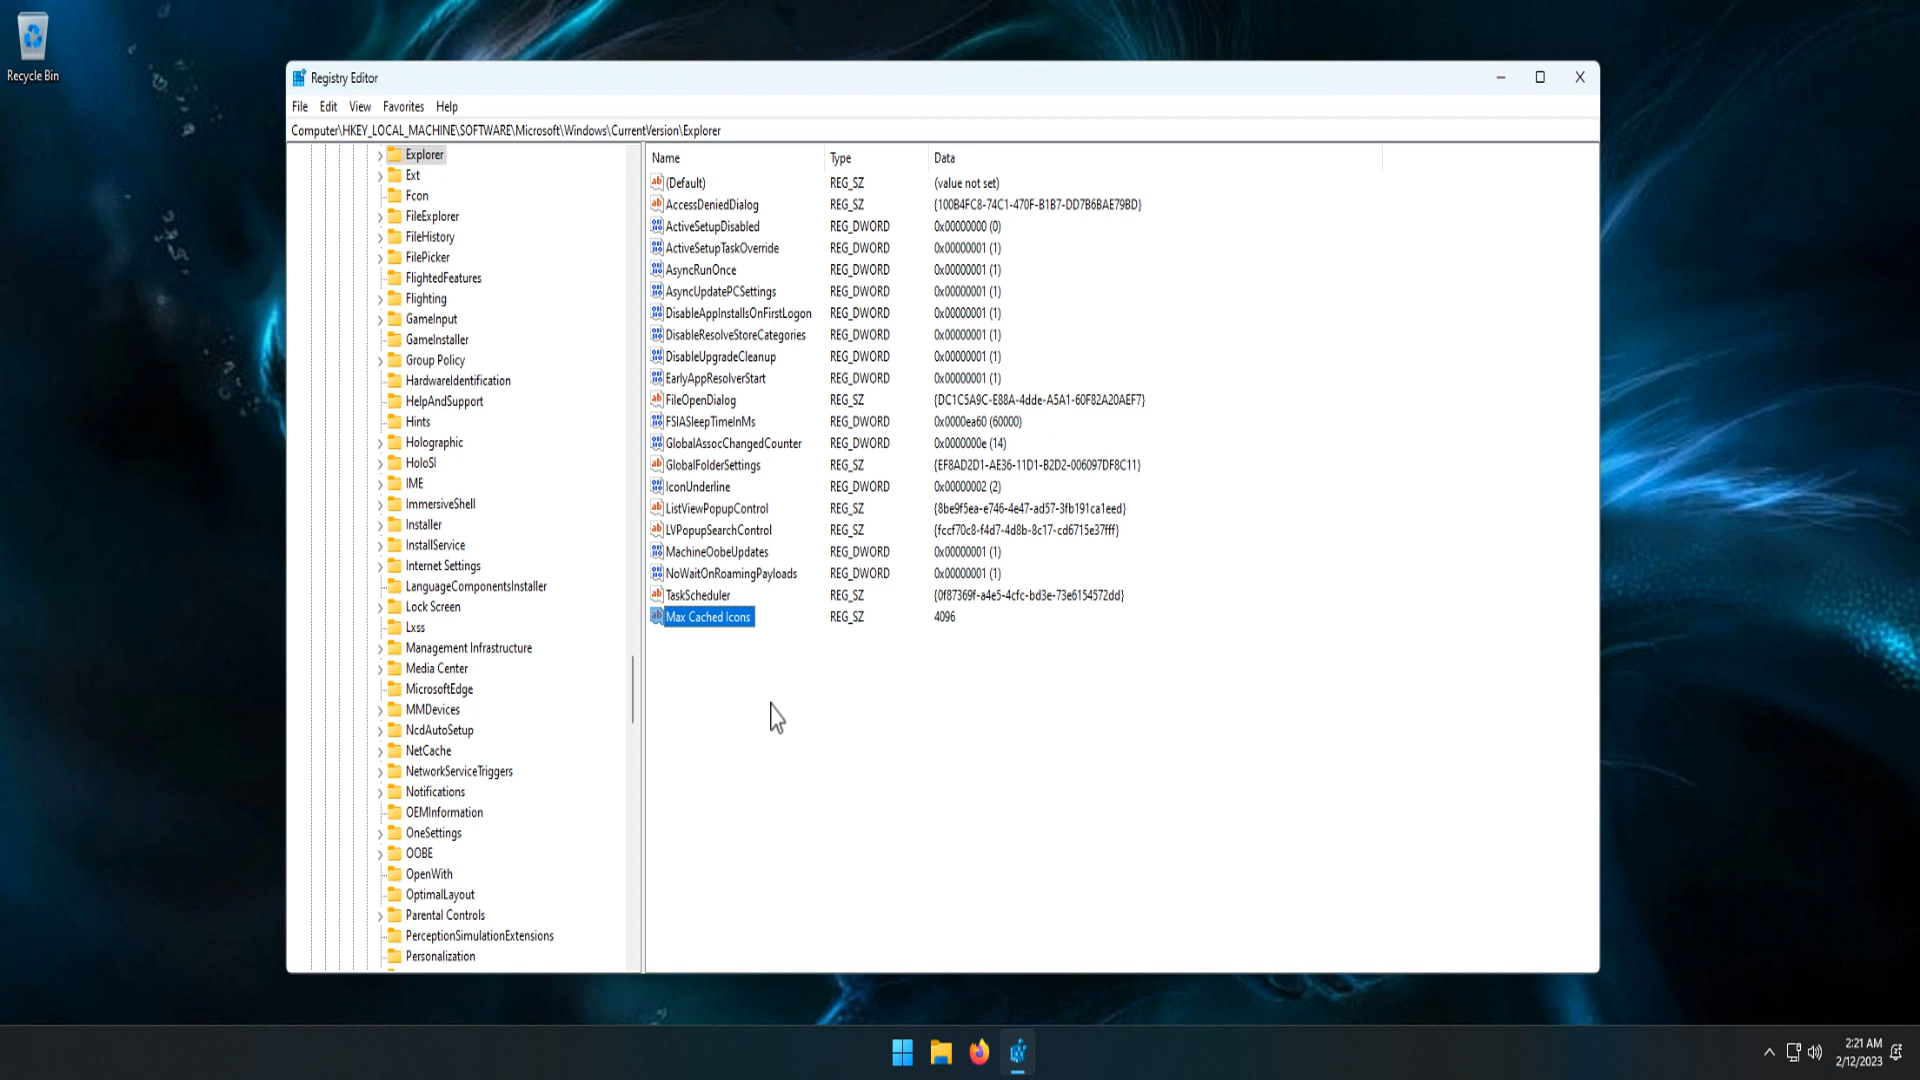 Recycle Bin
Registry Editor
File Edit View Favorites Help
Computer\HKEY_LOCAL_MACHINE\SOFTWARE\Microsoft\Windows\CurrentVersion\Explorer
Explorer
Ext
Fcon
FileExplorer
FileHistory
FilePicker
FlightedFeatures
Flighting
GameInput
GameInstaller
Group Policy
HardwareIdentification
HelpAndSupport
Hints
Holographic
HoloSI
IME
ImmersiveShell
Installer
InstallService
Internet Settings
LanguageComponentsInstaller
Lock Screen
Lxss
Management Infrastructure
Media Center
MicrosoftEdge
MMDevices
NcdAutoSetup
NetCache
NetworkServiceTriggers
Notifications
OEMInformation
OneSettings
OOBE
OpenWith
OptimalLayout
Parental Controls
PerceptionSimulationExtensions
Personalization
Name Type Data
(Default) REG_SZ (value not set)
AccessDeniedDialog REG_SZ {100B4FC8-74C1-470F-B1B7-DD7B6BAE79BD}
ActiveSetupDisabled REG_DWORD 0x00000000 (0)
ActiveSetupTaskOverride REG_DWORD 0x00000001 (1)
AsyncRunOnce REG_DWORD 0x00000001 (1)
AsyncUpdatePCSettings REG_DWORD 0x00000001 (1)
DisableAppInstallsOnFirstLogon REG_DWORD 0x00000001 (1)
DisableResolveStoreCategories REG_DWORD 0x00000001 (1)
DisableUpgradeCleanup REG_DWORD 0x00000001 (1)
EarlyAppResolverStart REG_DWORD 0x00000001 (1)
FileOpenDialog REG_SZ {DC1C5A9C-E88A-4dde-A5A1-60F82A20AEF7}
FSIASleepTimeInMs REG_DWORD 0x0000ea60 (60000)
GlobalAssocChangedCounter REG_DWORD 0x0000000e (14)
GlobalFolderSettings REG_SZ {EF8AD2D1-AE36-11D1-B2D2-006097DF8C11}
IconUnderline REG_DWORD 0x00000002 (2)
ListViewPopupControl REG_SZ {8be9f5ea-e746-4e47-ad57-3fb191ca1eed}
LVPopupSearchControl REG_SZ {fccf70c8-f4d7-4d8b-8c17-cd6715e37fff}
MachineOobeUpdates REG_DWORD 0x00000001 (1)
NoWaitOnRoamingPayloads REG_DWORD 0x00000001 (1)
TaskScheduler REG_SZ {0f87369f-a4e5-4cfc-bd3e-73e6154572dd}
Max Cached Icons REG_SZ 4096
2:21 AM
2/12/2023